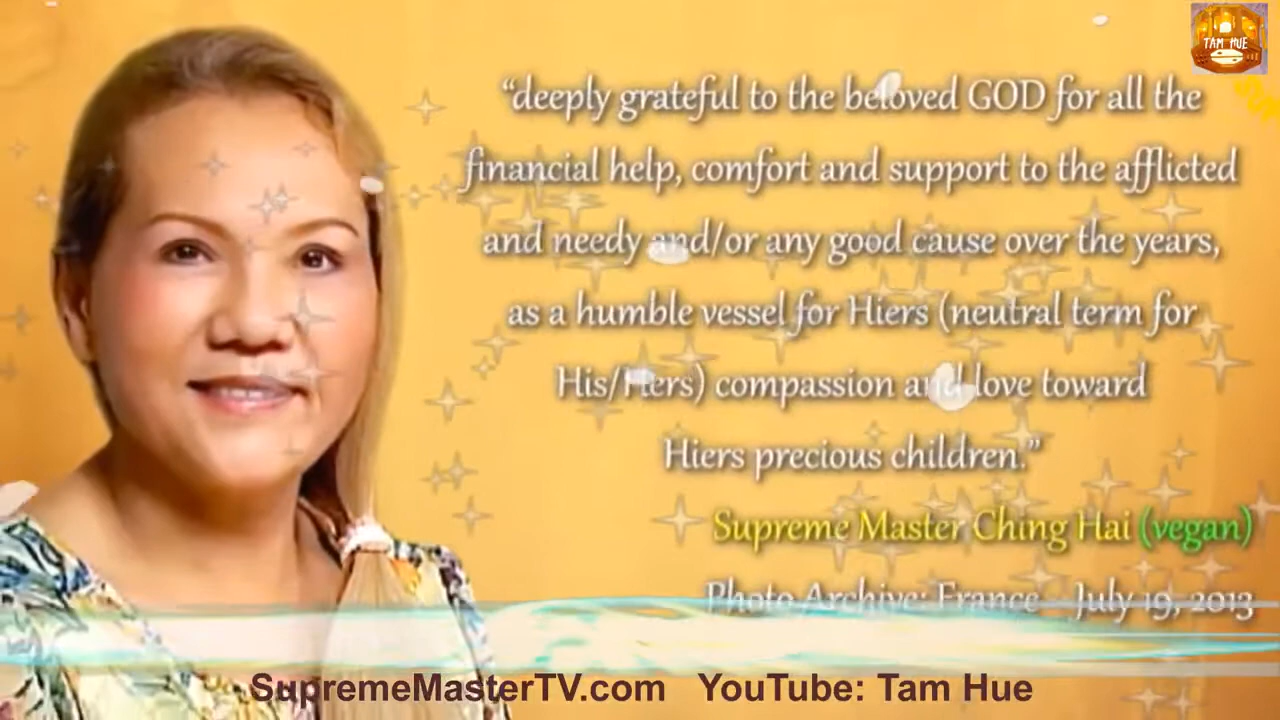 TAM HUE
“deeply grateful to the beloved GOD for all the
financial help, comfort and support to the afflicted
and needy and/or any good cause over the years,
as a humble vessel for Hiers (neutral term for
His/Hers) compassion and love toward
Hiers precious children.”
Supreme Master Ching Hai (vegan)
Photo Archive: France July 19, 2013
SupremeMasterTV.com YouTube: Tam Hue